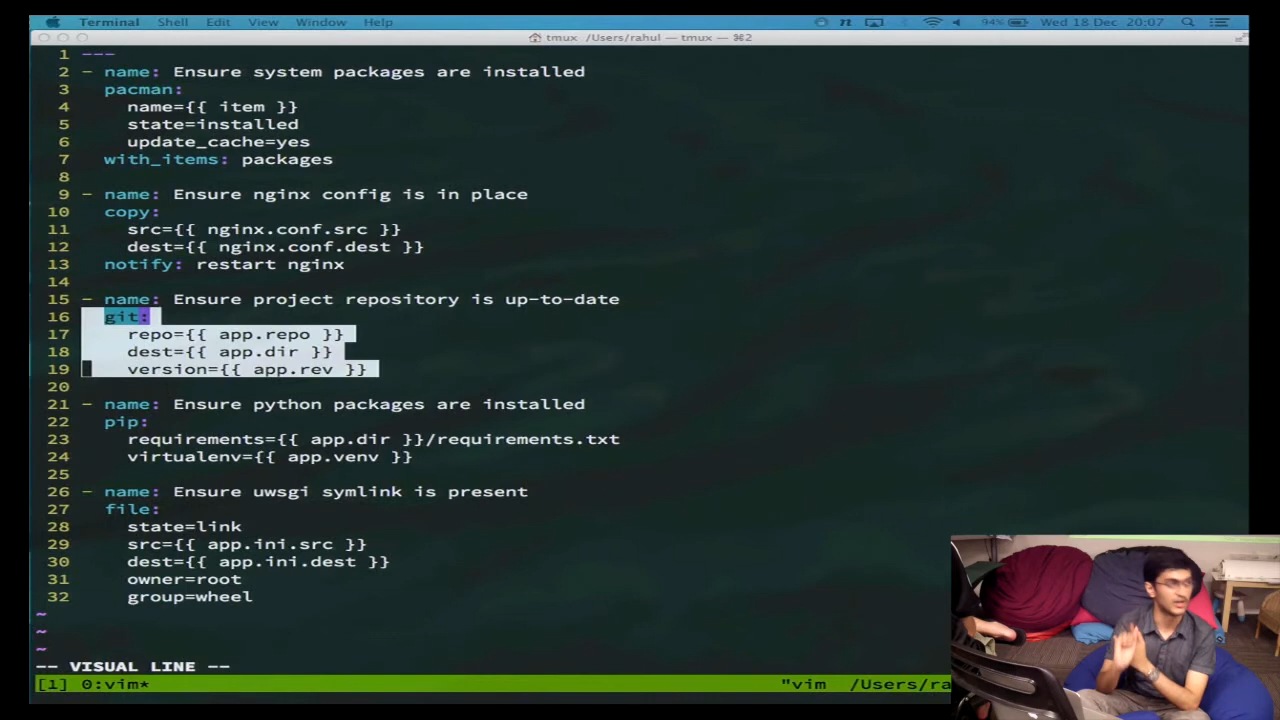 Terminal Shell Edit View Window Help 94% Wed 18 Dec 20:07
tmux /Users/rahul — tmux — ⌘2
1 ---
2 - name: Ensure system packages are installed
3 pacman:
4 name={{ item }}
5 state=installed
6 update_cache=yes
7 with_items: packages
8
9 - name: Ensure nginx config is in place
10 copy:
11 src={{ nginx.conf.src }}
12 dest={{ nginx.conf.dest }}
13 notify: restart nginx
14
15 - name: Ensure project repository is up-to-date
16 git:
17 repo={{ app.repo }}
18 dest={{ app.dir }}
19 version={{ app.rev }}
20
21 - name: Ensure python packages are installed
22 pip:
23 requirements={{ app.dir }}/requirements.txt
24 virtualenv={{ app.venv }}
25
26 - name: Ensure uwsgi symlink is present
27 file:
28 state=link
29 src={{ app.ini.src }}
30 dest={{ app.ini.dest }}
31 owner=root
32 group=wheel
~
~
~
-- VISUAL LINE --
[1] 0:vim* "vim /Users/ra